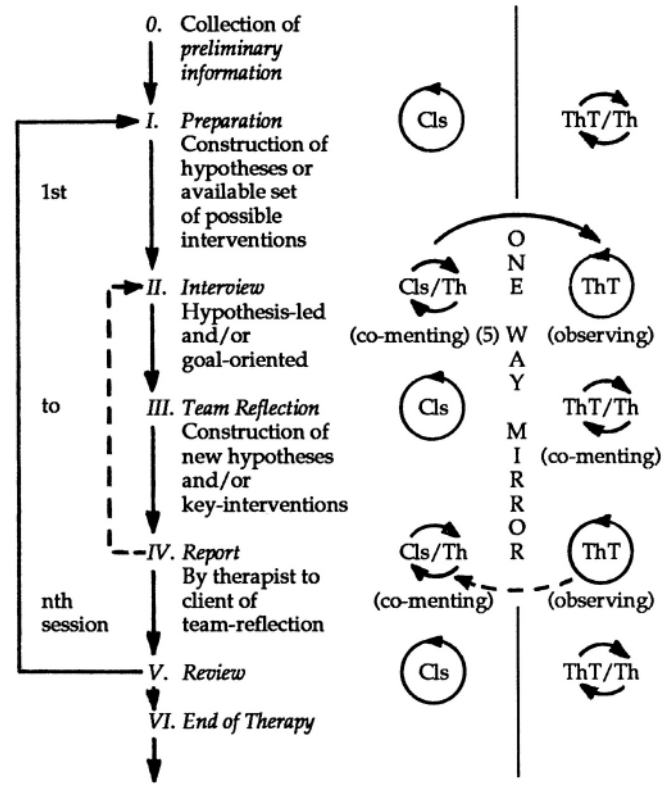 0. Collection of
preliminary
information
I. Preparation
Construction of
hypotheses or
available set
of possible
interventions
1st
II. Interview
Hypothesis-led
and/or
goal-oriented
to
III. Team Reflection
Construction of
new hypotheses
and/or
key-interventions
IV. Report
By therapist to
client of
team-reflection
nth
session
V. Review
VI. End of Therapy
Cls
ThT/Th
ONE WAY MIRROR
Cls/Th
ThT
(co-menting) (5)
(observing)
Cls
ThT/Th
(co-menting)
Cls/Th
ThT
(co-menting)
(observing)
Cls
ThT/Th